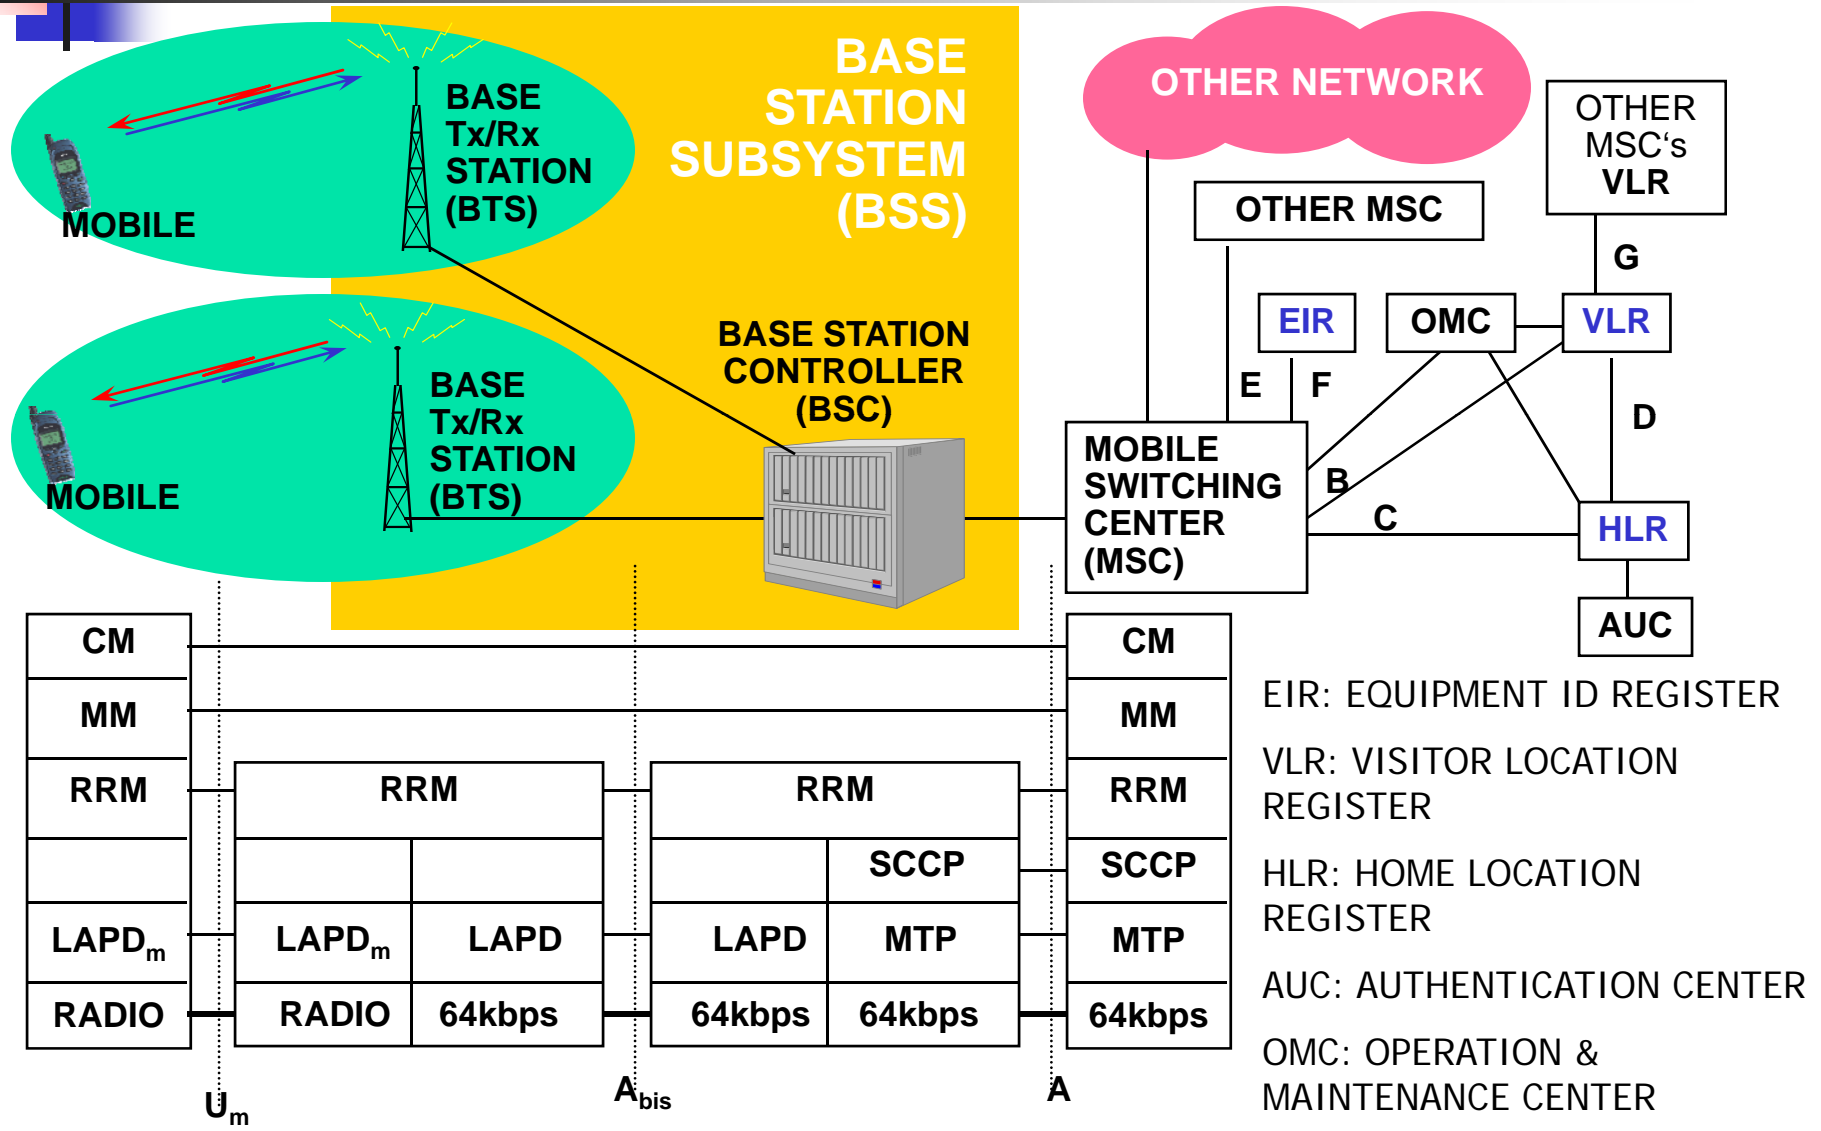 BASE
STATION
SUBSYSTEM
(BSS)
BASE
Tx/Rx
STATION
(BTS)
MOBILE
BASE
Tx/Rx
STATION
(BTS)
MOBILE
BASE STATION
CONTROLLER
(BSC)
OTHER NETWORK
OTHER
MSC‘s
VLR
OTHER MSC
G
EIR
OMC
VLR
E
F
D
MOBILE
SWITCHING
CENTER
(MSC)
B
C
HLR
AUC
CM
MM
RRM
LAPDm
RADIO
RRM
LAPDm
LAPD
RADIO
64kbps
RRM
SCCP
LAPD
MTP
64kbps
64kbps
CM
MM
RRM
SCCP
MTP
64kbps
Um
Abis
A
EIR: EQUIPMENT ID REGISTER
VLR: VISITOR LOCATION
REGISTER
HLR: HOME LOCATION
REGISTER
AUC: AUTHENTICATION CENTER
OMC: OPERATION &
MAINTENANCE CENTER